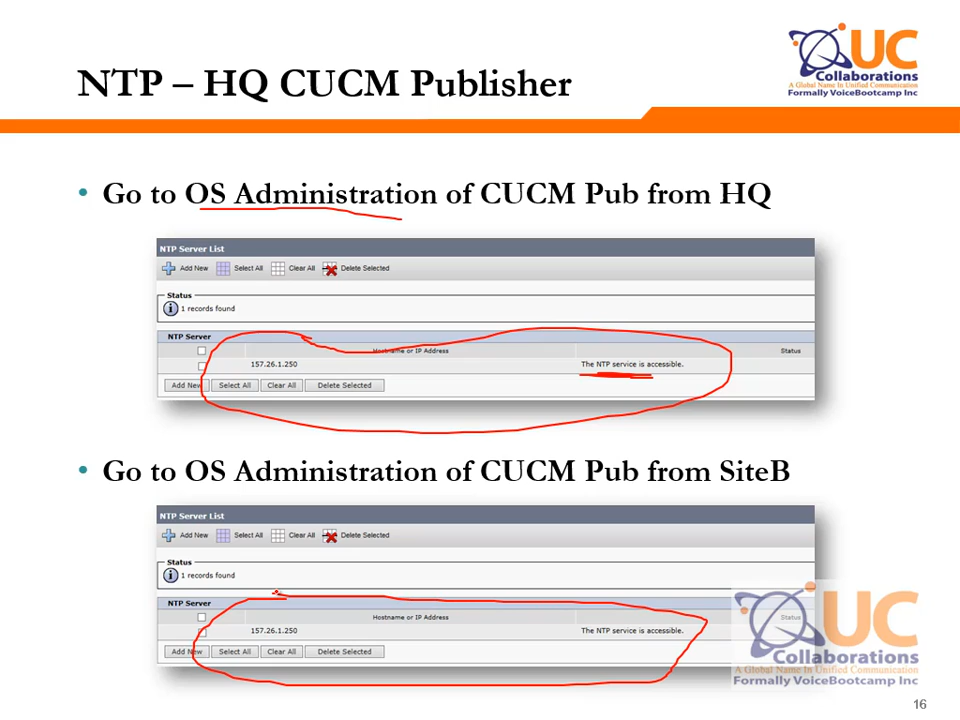 UC
Collaborations
A Global Name In Unified Communication
Formally VoiceBootcamp Inc
NTP – HQ CUCM Publisher
• Go to OS Administration of CUCM Pub from HQ
NTP Server List
Add New Select All Clear All Delete Selected
Status
1 records found
NTP Server
Hostname or IP Address Status
157.26.1.250 The NTP service is accessible.
Add New Select All Clear All Delete Selected
• Go to OS Administration of CUCM Pub from SiteB
NTP Server List
Add New Select All Clear All Delete Selected
Status
1 records found
NTP Server
Hostname or IP Address Status
157.26.1.250 The NTP service is accessible.
Add New Select All Clear All Delete Selected
UC
Collaborations
A Global Name In Unified Communication
Formally VoiceBootcamp Inc
16